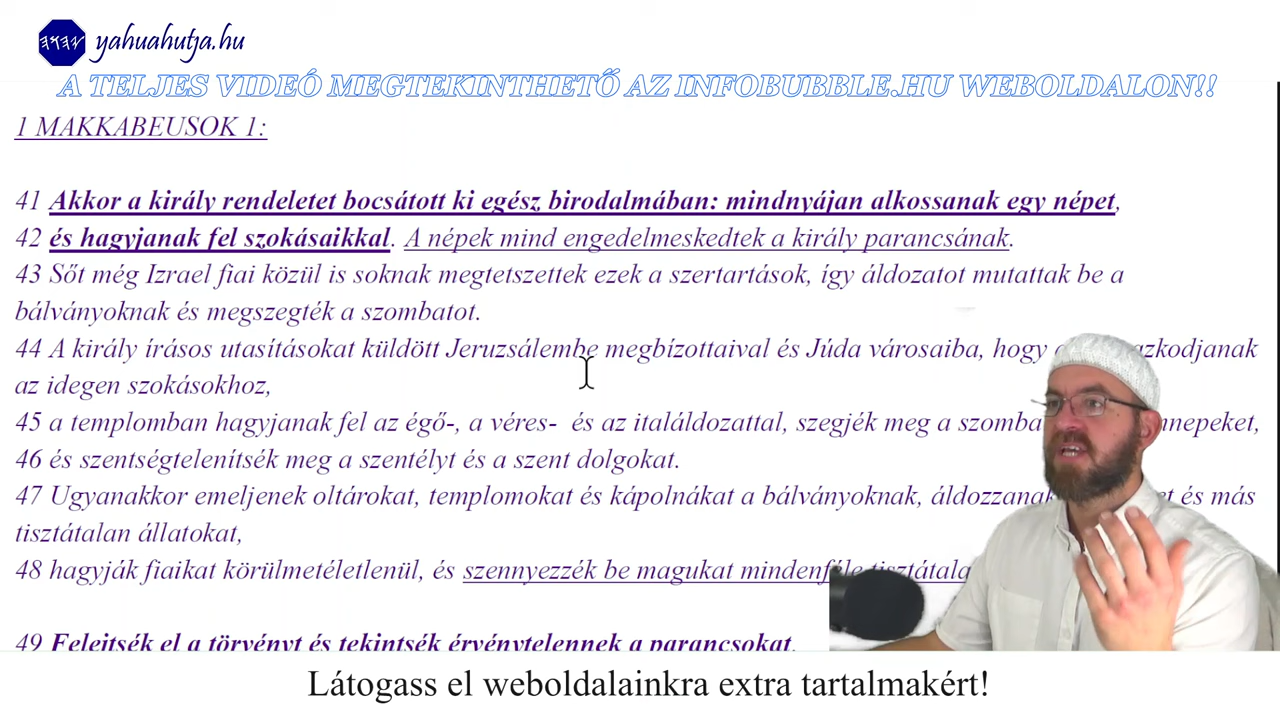 yahuahutja.hu
A TELJES VIDEÓ MEGTEKINTHETŐ AZ INFOBUBBLE.HU WEBOLDALON!!
1 MAKKABEUSOK 1:
41 Akkor a király rendeletet bocsátott ki egész birodalmában: mindnyájan alkossanak egy népet,
42 és hagyjanak fel szokásaikkal. A népek mind engedelmeskedtek a király parancsának.
43 Sőt még Izrael fiai közül is soknak megtetszettek ezek a szertartások, így áldozatot mutattak be a
bálványoknak és megszegték a szombatot.
44 A király írásos utasításokat küldött Jeruzsálembe megbízottaival és Júda városaiba, hogy
az idegen szokásokhoz,
45 a templomban hagyjanak fel az égő-, a véres- és az italáldozattal, szegjék meg a
46 és szentségtelenítsék meg a szentélyt és a szent dolgokat.
47 Ugyanakkor emeljenek oltárokat, templomokat és kápolnákat a bálványoknak, és más
tisztátalan állatokat,
48 hagyják fiaikat körülmetéletlenül, és szennyezzék be magukat mindenféle
49 Felejtsék el a törvényt és tekintsék érvénytelennek a parancsokat.
Látogass el weboldalainkra extra tartalmakért!